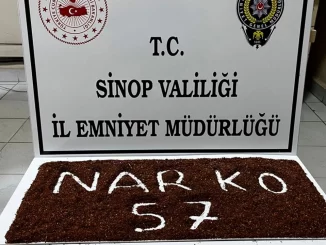 T.C.
SİNOP VALİLİĞİ
İL EMNİYET MÜDÜRLÜĞÜ
NARKO
57